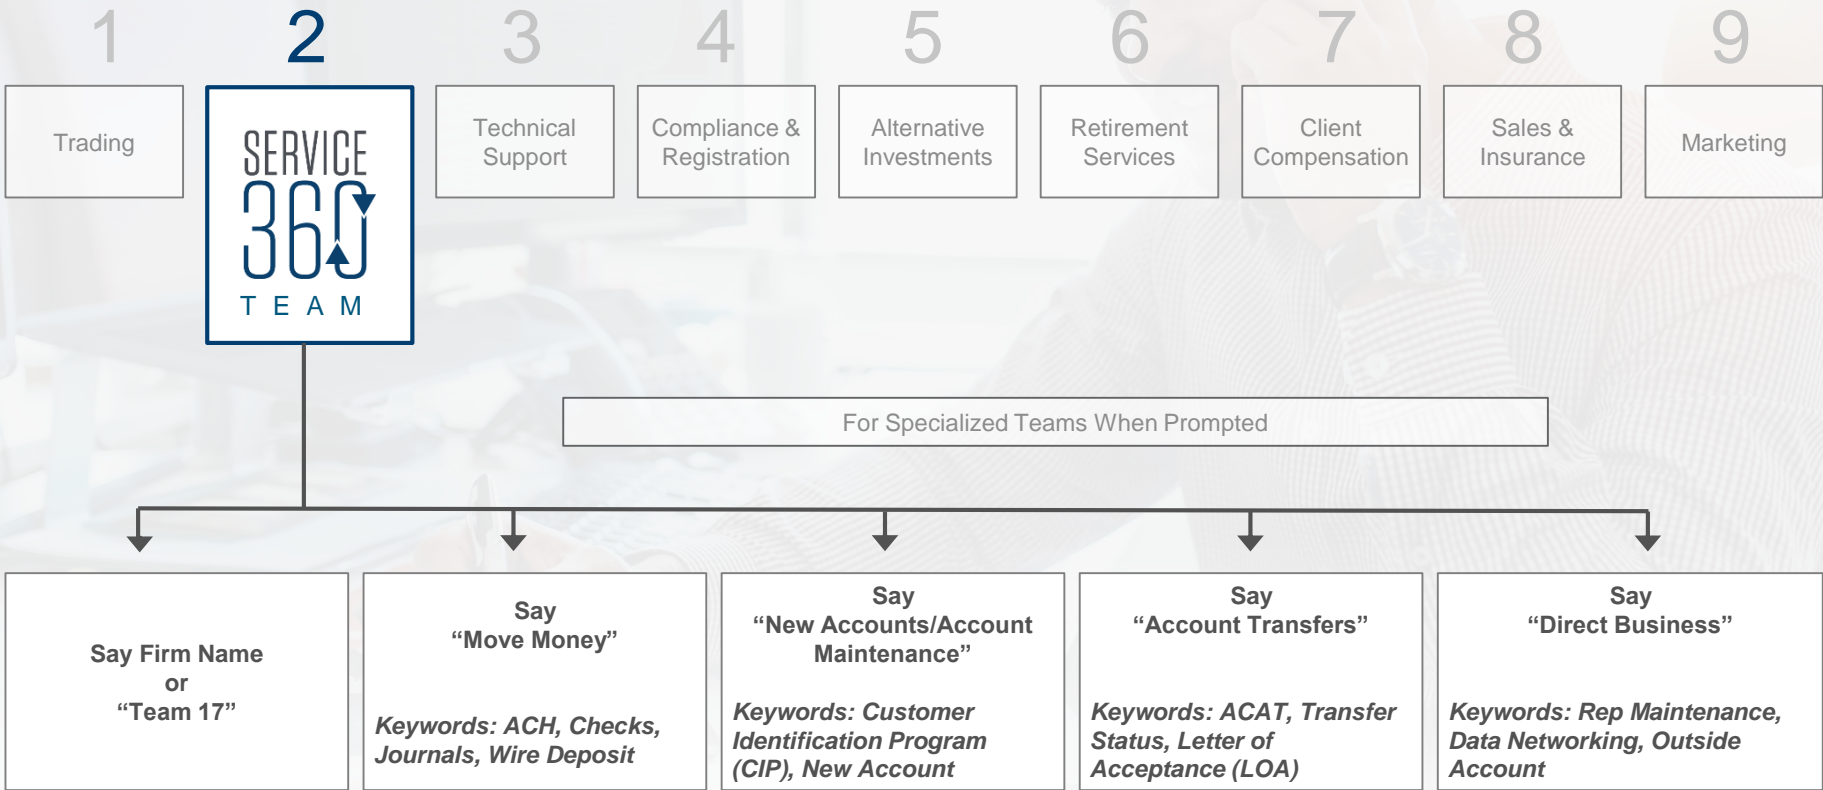 1 2 3 4 5 6 7 8 9
Trading
SERVICE
360
TEAM
Technical
Support
Compliance &
Registration
Alternative
Investments
Retirement
Services
Client
Compensation
Sales &
Insurance
Marketing
For Specialized Teams When Prompted
Say Firm Name
or
“Team 17”
Say
“Move Money”
Keywords: ACH, Checks,
Journals, Wire Deposit
Say
“New Accounts/Account
Maintenance”
Keywords: Customer
Identification Program
(CIP), New Account
Say
“Account Transfers”
Keywords: ACAT, Transfer
Status, Letter of
Acceptance (LOA)
Say
“Direct Business”
Keywords: Rep Maintenance,
Data Networking, Outside
Account